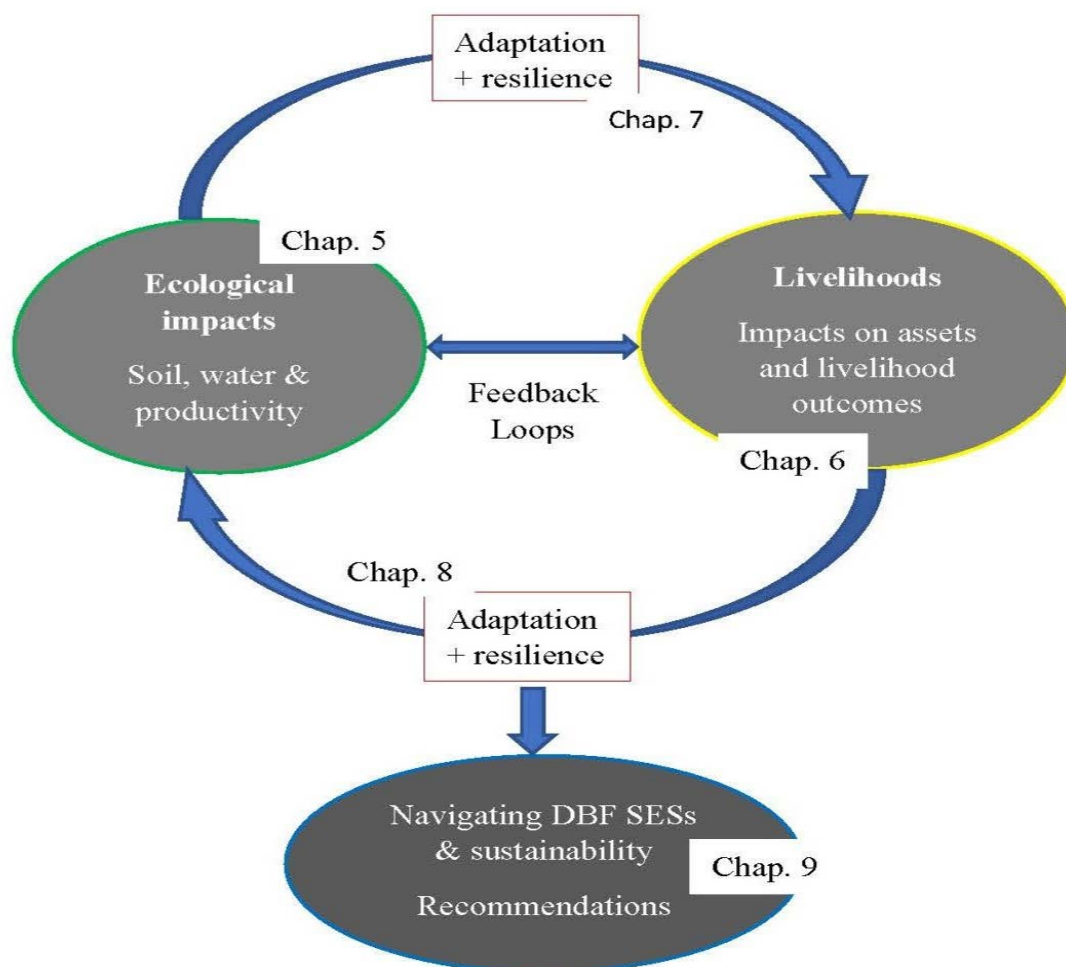 Adaptation
+ resilience
Chap. 7
Chap. 5
Ecological
impacts
Soil, water &
productivity
Livelihoods
Impacts on assets
and livelihood
outcomes
Chap. 6
Feedback
Loops
Chap. 8
Adaptation
+ resilience
Navigating DBF SESs
& sustainability
Recommendations
Chap. 9